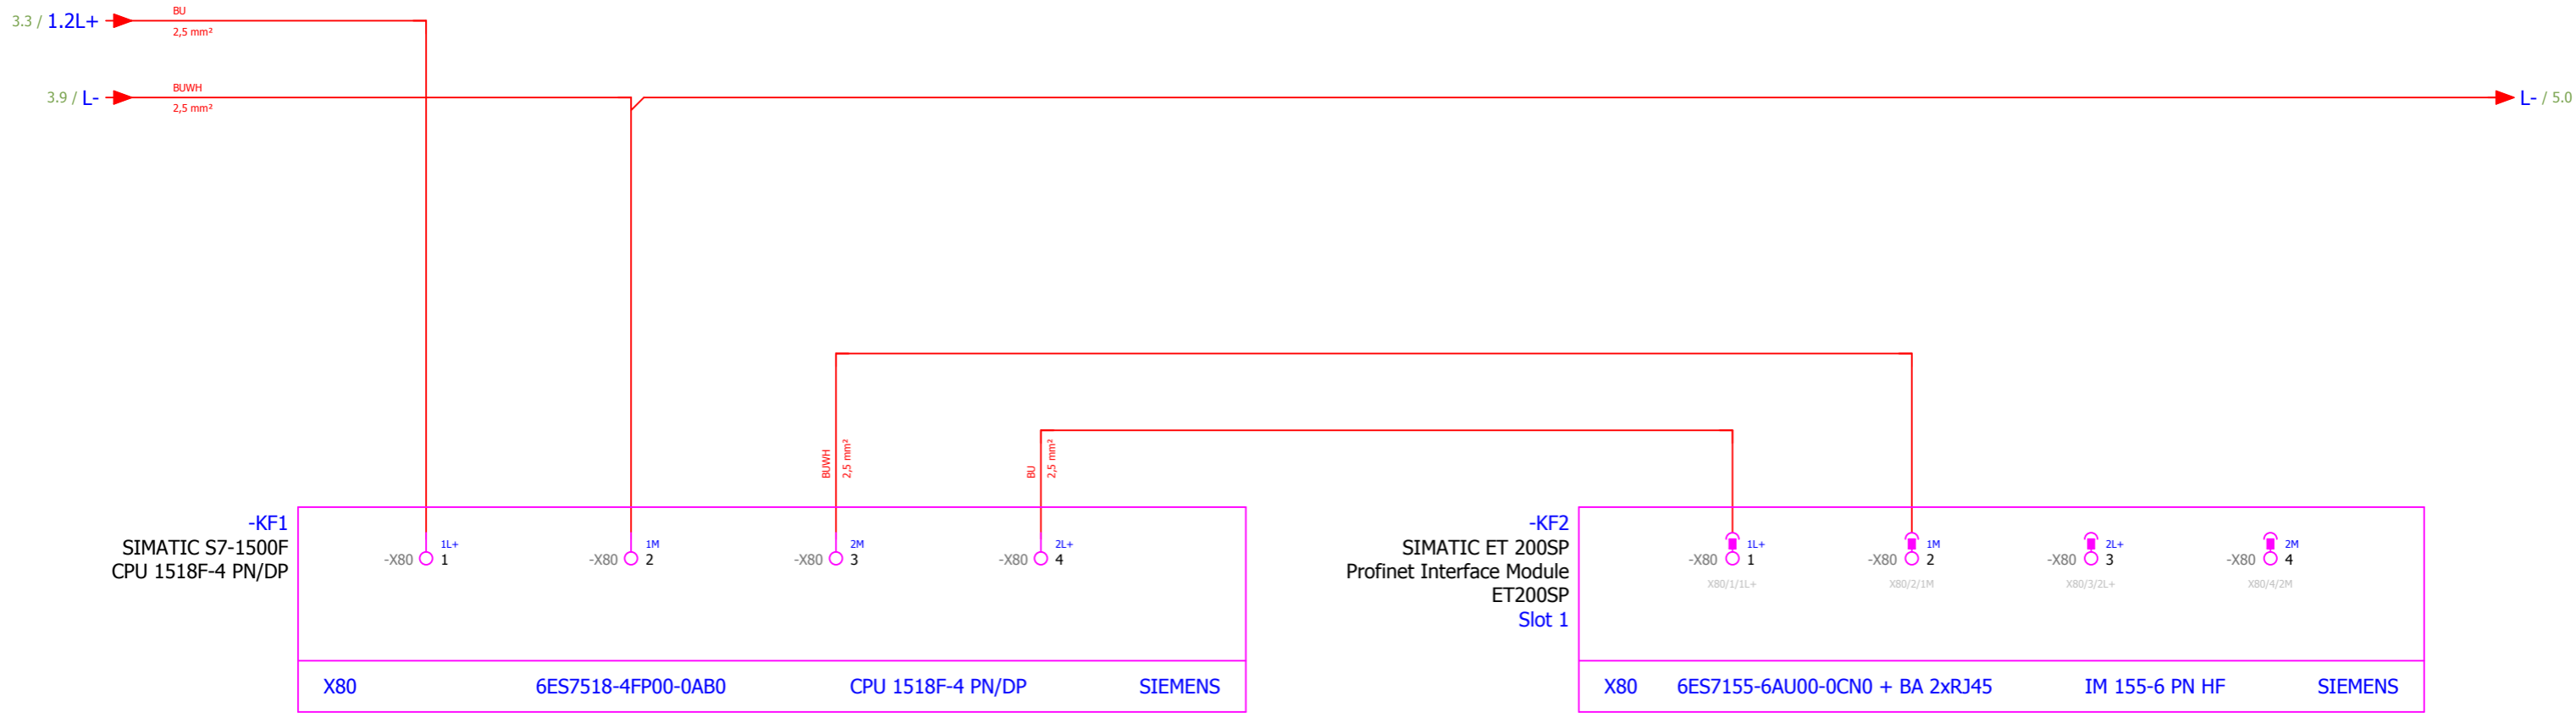 3.3 / 1.2L+
BU
2,5 mm²
3.9 / L-
BUWH
2,5 mm²
L- / 5.0
BUWH
2,5 mm²
BU
2,5 mm²
-KF1
SIMATIC S7-1500F
CPU 1518F-4 PN/DP
-X80 1 1L+
-X80 2 1M
-X80 3 2M
-X80 4 2L+
X80 6ES7518-4FP00-0AB0 CPU 1518F-4 PN/DP SIEMENS
-KF2
SIMATIC ET 200SP
Profinet Interface Module
ET200SP
Slot 1
-X80 1 1L+
X80/1/1L+
-X80 2 1M
X80/2/1M
-X80 3 2L+
X80/3/2L+
-X80 4 2M
X80/4/2M
X80 6ES7155-6AU00-0CN0 + BA 2xRJ45 IM 155-6 PN HF SIEMENS